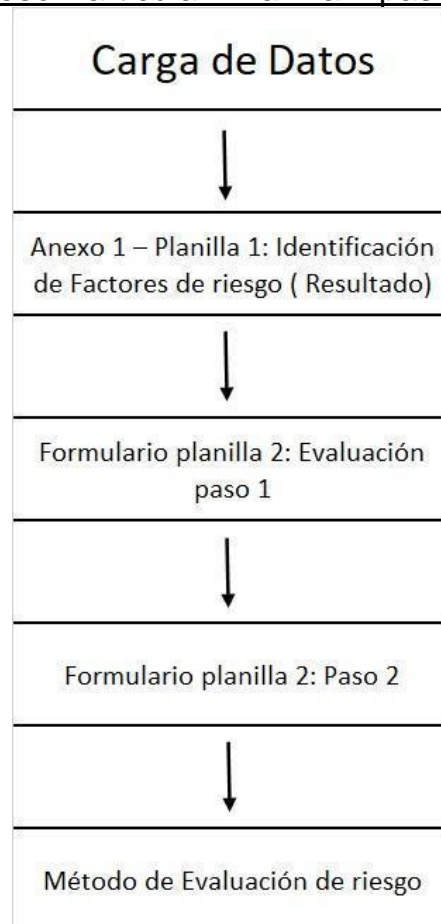 Carga de Datos
Anexo 1 – Planilla 1: Identificación
de Factores de riesgo ( Resultado)
Formulario planilla 2: Evaluación
paso 1
Formulario planilla 2: Paso 2
Método de Evaluación de riesgo